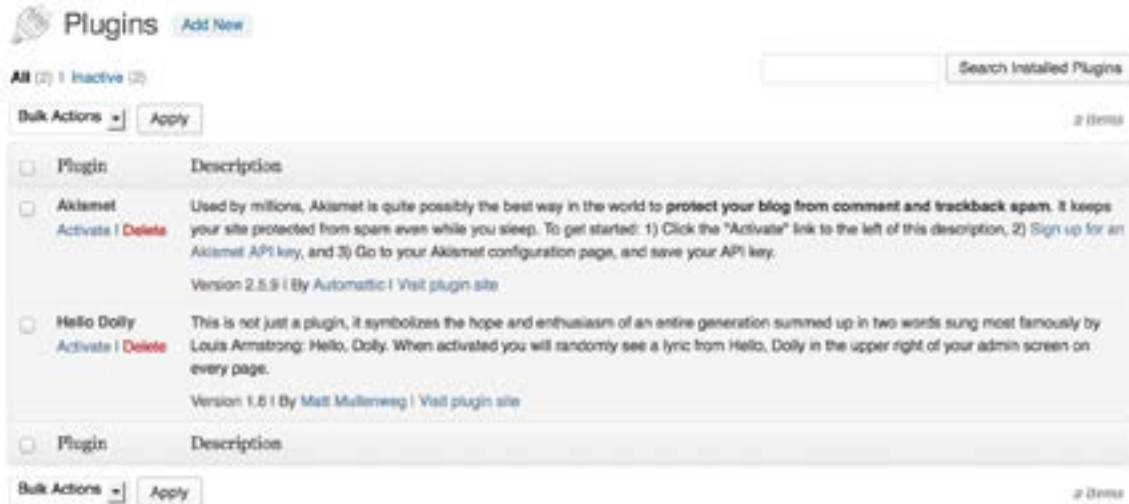 Plugins Add New
All (2) | Inactive (2)
Search Installed Plugins
Bulk Actions Apply
2 items
Plugin Description
Akismet
Activate | Delete
Used by millions, Akismet is quite possibly the best way in the world to protect your blog from comment and trackback spam. It keeps
your site protected from spam even while you sleep. To get started: 1) Click the "Activate" link to the left of this description, 2) Sign up for an
Akismet API key, and 3) Go to your Akismet configuration page, and save your API key.
Version 2.5.9 | By Automattic | Visit plugin site
Hello Dolly
Activate | Delete
This is not just a plugin, it symbolizes the hope and enthusiasm of an entire generation summed up in two words sung most famously by
Louis Armstrong: Hello, Dolly. When activated you will randomly see a lyric from Hello, Dolly in the upper right of your admin screen on
every page.
Version 1.6 | By Matt Mullenweg | Visit plugin site
Plugin Description
Bulk Actions Apply
2 items